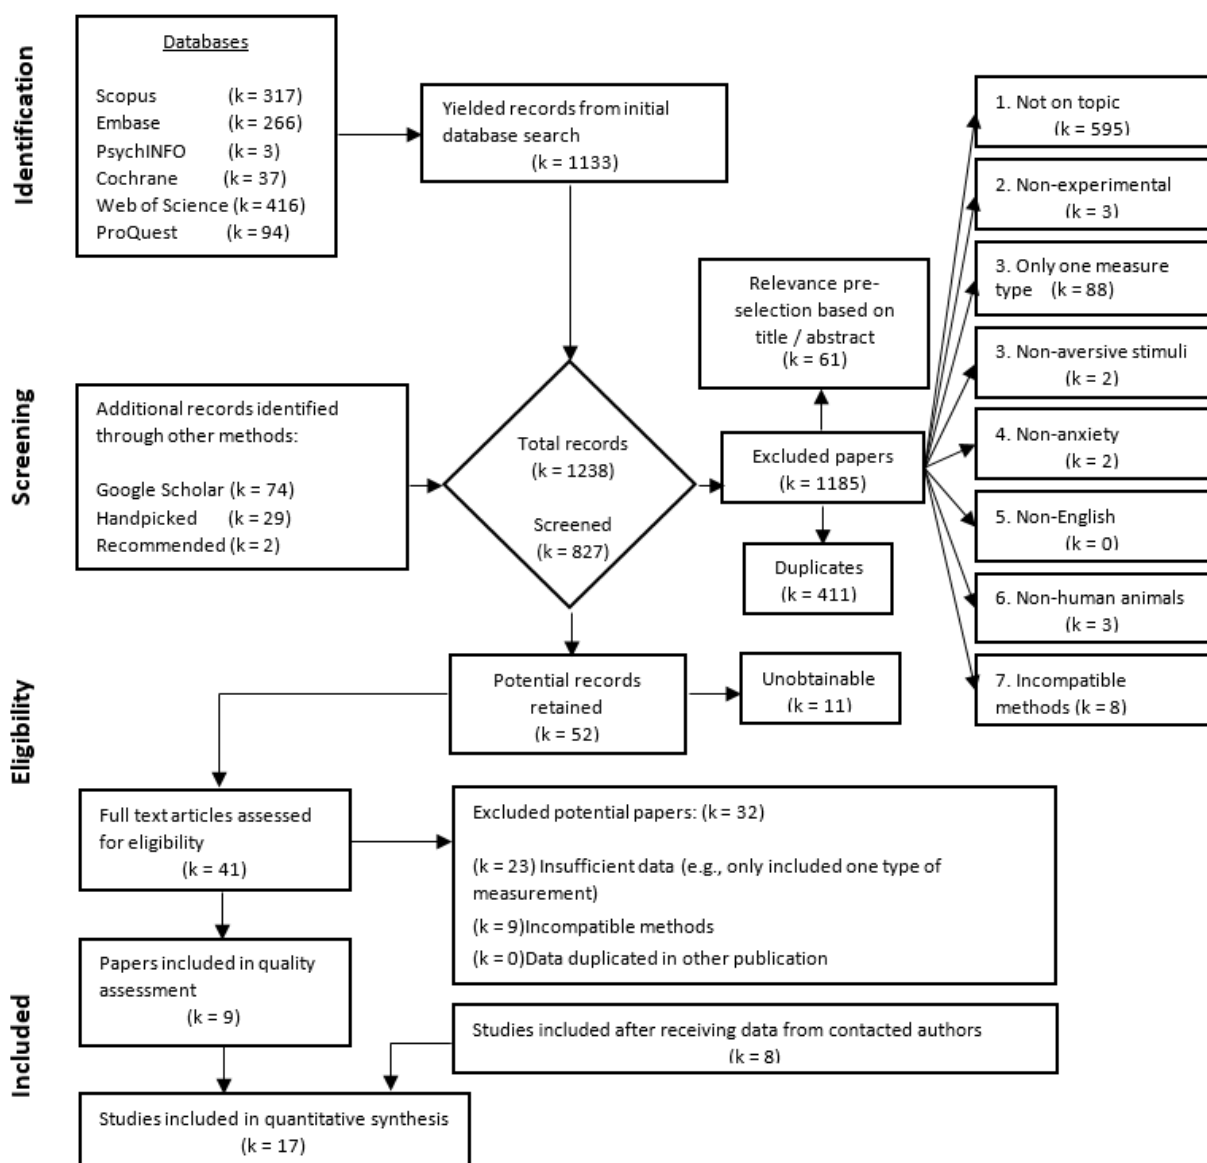 Identification
Databases
Scopus (k = 317)
Embase (k = 266)
PsychINFO (k = 3)
Cochrane (k = 37)
Web of Science (k = 416)
ProQuest (k = 94)
Yielded records from initial
database search
(k = 1133)
1. Not on topic
(k = 595)
2. Non-experimental
(k = 3)
3. Only one measure
type (k = 88)
3. Non-aversive stimuli
(k = 2)
4. Non-anxiety
(k = 2)
5. Non-English
(k = 0)
6. Non-human animals
(k = 3)
7. Incompatible
methods (k = 8)
Relevance pre-
selection based on
title / abstract
(k = 61)
Screening
Additional records identified
through other methods:
Google Scholar (k = 74)
Handpicked (k = 29)
Recommended (k = 2)
Total records
(k = 1238)
Screened
(k = 827)
Excluded papers
(k = 1185)
Duplicates
(k = 411)
Eligibility
Potential records
retained
(k = 52)
Unobtainable
(k = 11)
Full text articles assessed
for eligibility
(k = 41)
Excluded potential papers: (k = 32)
(k = 23) Insufficient data (e.g., only included one type of
measurement)
(k = 9)Incompatible methods
(k = 0)Data duplicated in other publication
Included
Papers included in quality
assessment
(k = 9)
Studies included after receiving data from contacted authors
(k = 8)
Studies included in quantitative synthesis
(k = 17)